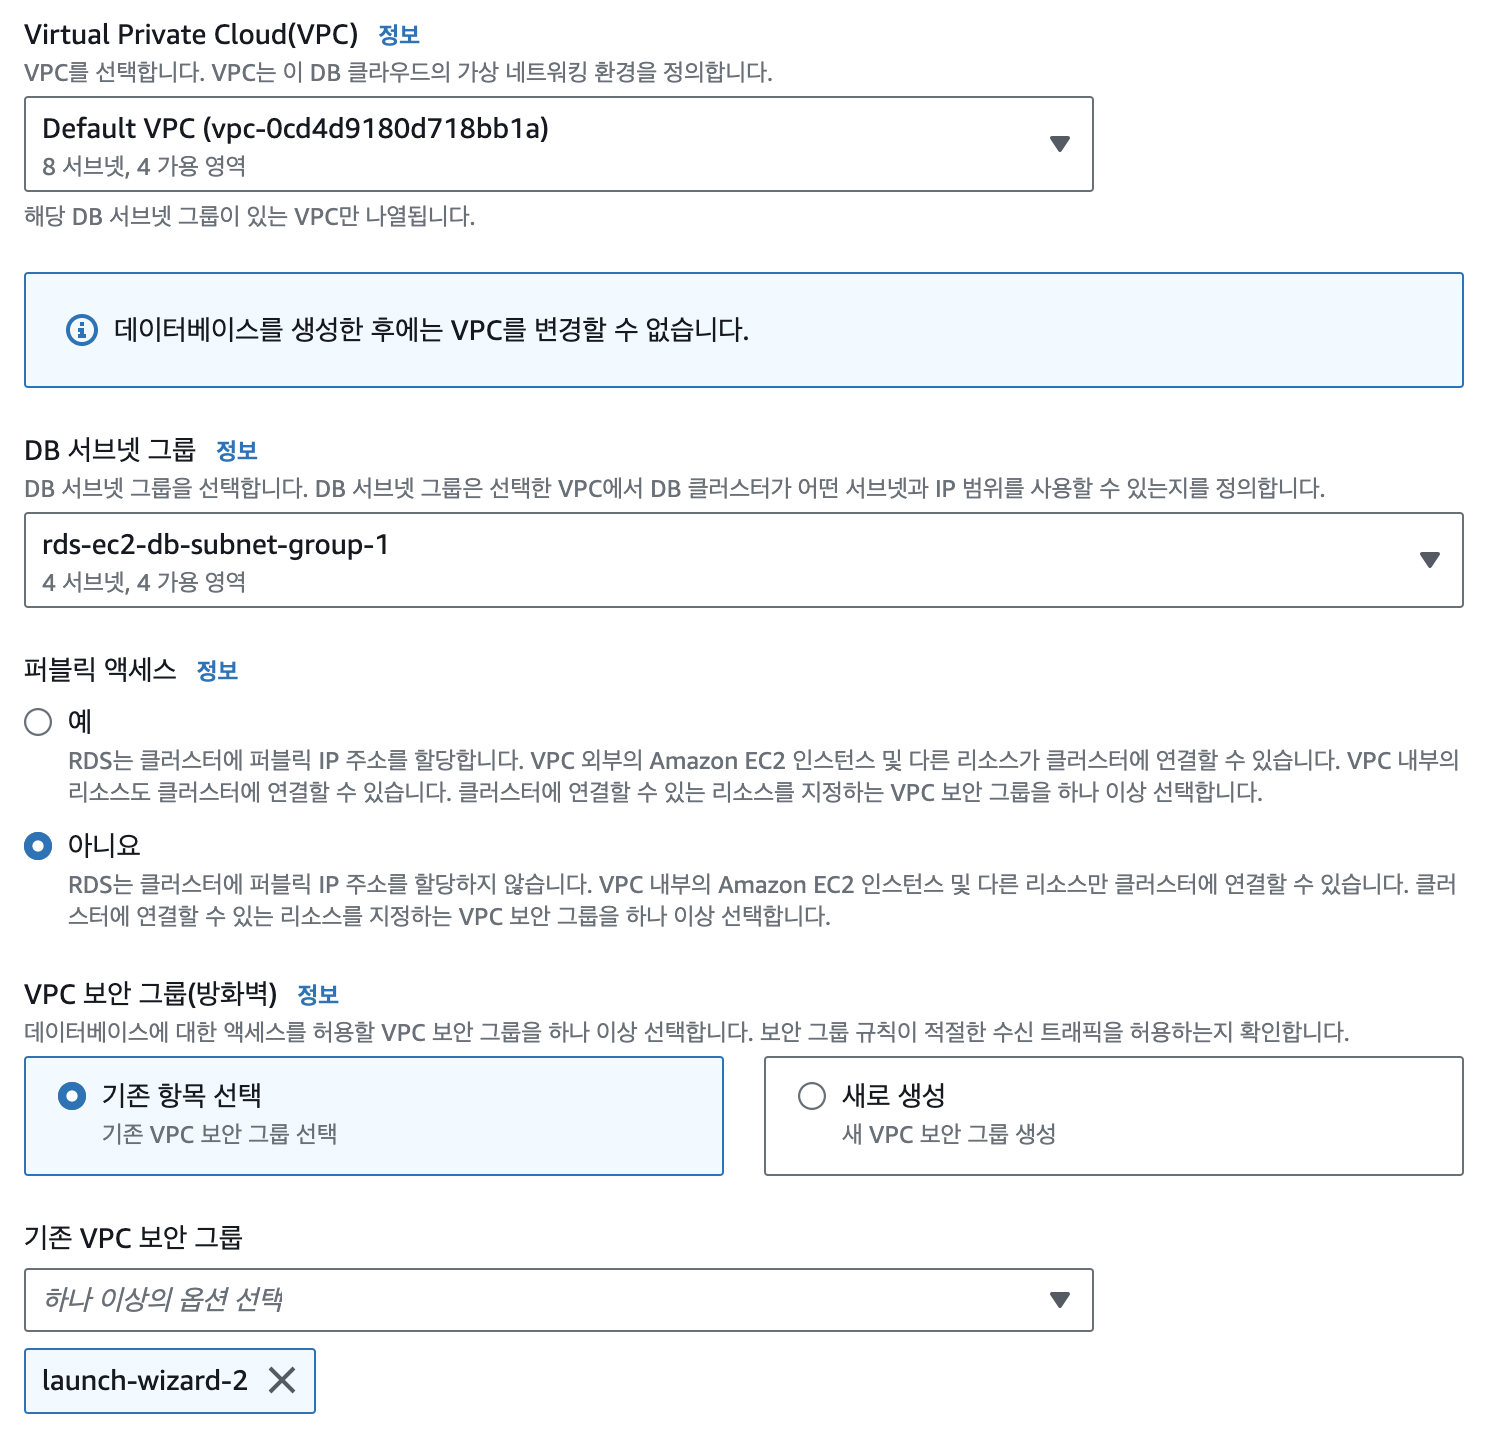 Virtual Private Cloud(VPC) 정보
VPC를 선택합니다. VPC는 이 DB 클라우드의 가상 네트워킹 환경을 정의합니다.
Default VPC (vpc-0cd4d9180d718bb1a)
8 서브넷, 4 가용 영역
해당 DB 서브넷 그룹이 있는 VPC만 나열됩니다.
데이터베이스를 생성한 후에는 VPC를 변경할 수 없습니다.
DB 서브넷 그룹 정보
DB 서브넷 그룹을 선택합니다. DB 서브넷 그룹은 선택한 VPC에서 DB 클러스터가 어떤 서브넷과 IP 범위를 사용할 수 있는지를 정의합니다.
rds-ec2-db-subnet-group-1
4 서브넷, 4 가용 영역
퍼블릭 액세스 정보
예
RDS는 클러스터에 퍼블릭 IP 주소를 할당합니다. VPC 외부의 Amazon EC2 인스턴스 및 다른 리소스가 클러스터에 연결할 수 있습니다. VPC 내부의
리소스도 클러스터에 연결할 수 있습니다. 클러스터에 연결할 수 있는 리소스를 지정하는 VPC 보안 그룹을 하나 이상 선택합니다.
아니요
RDS는 클러스터에 퍼블릭 IP 주소를 할당하지 않습니다. VPC 내부의 Amazon EC2 인스턴스 및 다른 리소스만 클러스터에 연결할 수 있습니다. 클러
스터에 연결할 수 있는 리소스를 지정하는 VPC 보안 그룹을 하나 이상 선택합니다.
VPC 보안 그룹(방화벽) 정보
데이터베이스에 대한 액세스를 허용할 VPC 보안 그룹을 하나 이상 선택합니다. 보안 그룹 규칙이 적절한 수신 트래픽을 허용하는지 확인합니다.
기존 항목 선택
기존 VPC 보안 그룹 선택
새로 생성
새 VPC 보안 그룹 생성
기존 VPC 보안 그룹
하나 이상의 옵션 선택
launch-wizard-2